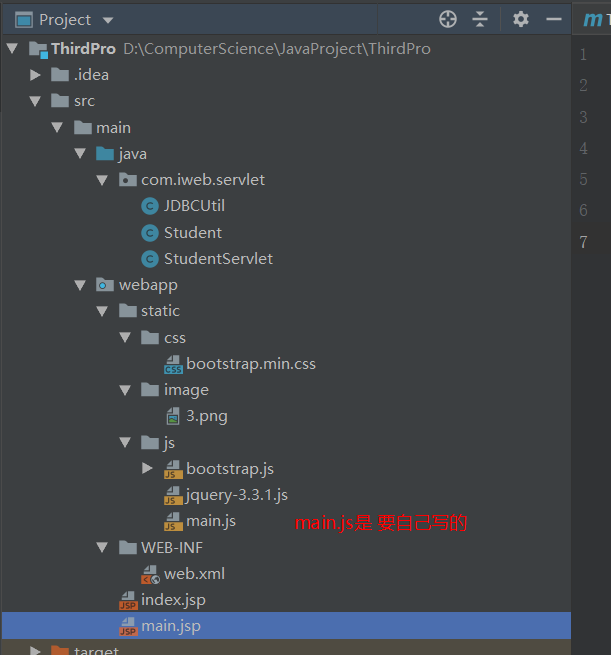 Project
ThirdPro D:\ComputerScience\JavaProject\ThirdPro
.idea
src
main
java
com.iweb.servlet
JDBCUtil
Student
StudentServlet
webapp
static
css
bootstrap.min.css
image
3.png
js
bootstrap.js
jquery-3.3.1.js
main.js main.js是 要自己写的
WEB-INF
web.xml
index.jsp
main.jsp
target
m
1
2
3
4
5
6
7